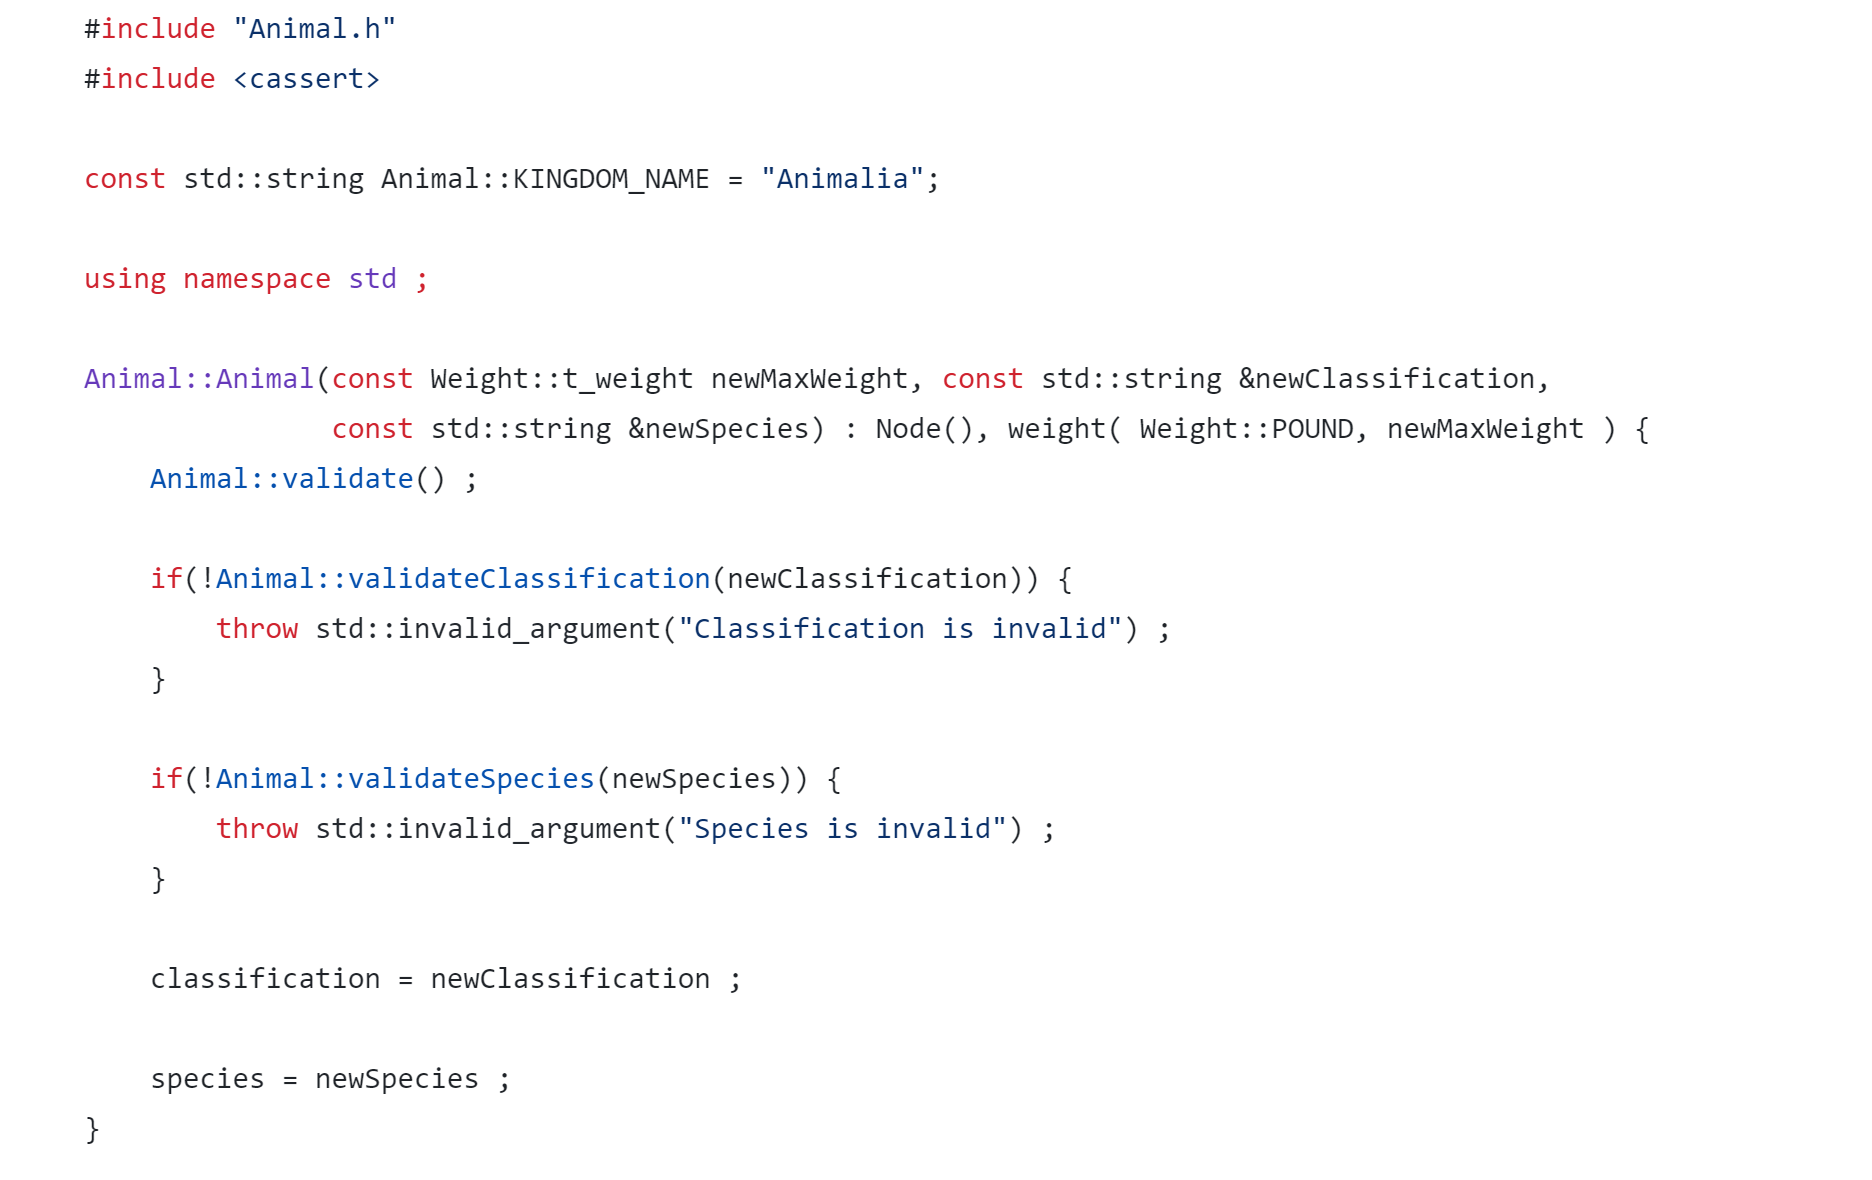 #include "Animal.h"
#include <cassert>
const std::string Animal::KINGDOM_NAME = "Animalia";
using namespace std ;
Animal::Animal(const Weight::t_weight newMaxWeight, const std::string &newClassification,
const std::string &newSpecies) : Node(), weight( Weight::POUND, newMaxWeight ) {
Animal::validate() ;
if(!Animal::validateClassification(newClassification)) {
throw std::invalid_argument("Classification is invalid") ;
}
if(!Animal::validateSpecies(newSpecies)) {
throw std::invalid_argument("Species is invalid") ;
}
classification = newClassification ;
species = newSpecies ;
}